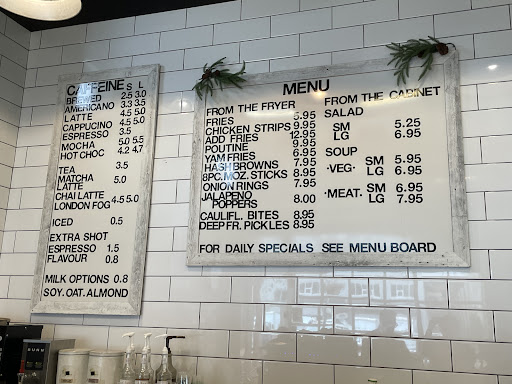 CAFFEINE S L
BREWED 2.5 3.0
AMERICANO 3.3 3.5
LATTE 4.5 5.0
CAPPUCINO 4.5 5.0
ESPRESSO 3.5
MOCHA 5.0 5.5
HOT CHOC 4.2 4.7
TEA 3.5
MATCHA
LATTE 5.0
CHAI LATTE
LONDON FOG 4.5 5.0
ICED 0.5
EXTRA SHOT
ESPRESSO 1.5
FLAVOUR 0.8
MILK OPTIONS 0.8
SOY. OAT. ALMOND
MENU
FROM THE FRYER
FRIES 5.95
CHICKEN STRIPS 9.95
ADD FRIES 12.95
POUTINE 9.95
YAM FRIES 6.95
HASH BROWNS 7.95
8PC. MOZ. STICKS 8.95
ONION RINGS 7.95
JALAPENO
POPPERS 8.00
CAULIFL. BITES 8.95
DEEP FR. PICKLES 8.95
FROM THE CABINET
SALAD
SM 5.25
LG 6.95
SOUP
·VEG· SM 5.95
LG 6.95
·MEAT· SM 6.95
LG 7.95
FOR DAILY SPECIALS SEE MENU BOARD